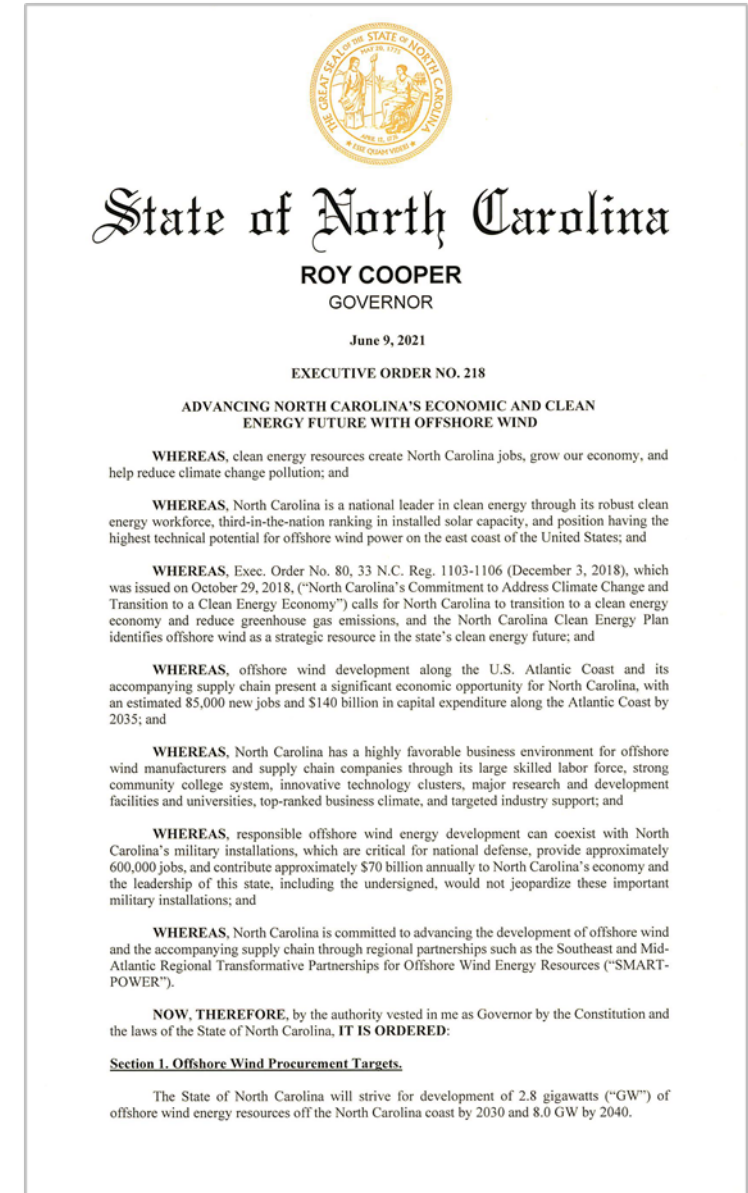 THE GREAT SEAL OF THE STATE OF NORTH CAROLINA
MAY 20, 1775
APRIL 12, 1776
★ ESSE QUAM VIDERI ★
State of North Carolina
ROY COOPER
GOVERNOR
June 9, 2021
EXECUTIVE ORDER NO. 218
ADVANCING NORTH CAROLINA'S ECONOMIC AND CLEAN
ENERGY FUTURE WITH OFFSHORE WIND
WHEREAS, clean energy resources create North Carolina jobs, grow our economy, and
help reduce climate change pollution; and
WHEREAS, North Carolina is a national leader in clean energy through its robust clean
energy workforce, third-in-the-nation ranking in installed solar capacity, and position having the
highest technical potential for offshore wind power on the east coast of the United States; and
WHEREAS, Exec. Order No. 80, 33 N.C. Reg. 1103-1106 (December 3, 2018), which
was issued on October 29, 2018, (“North Carolina's Commitment to Address Climate Change and
Transition to a Clean Energy Economy”) calls for North Carolina to transition to a clean energy
economy and reduce greenhouse gas emissions, and the North Carolina Clean Energy Plan
identifies offshore wind as a strategic resource in the state's clean energy future; and
WHEREAS, offshore wind development along the U.S. Atlantic Coast and its
accompanying supply chain present a significant economic opportunity for North Carolina, with
an estimated 85,000 new jobs and $140 billion in capital expenditure along the Atlantic Coast by
2035; and
WHEREAS, North Carolina has a highly favorable business environment for offshore
wind manufacturers and supply chain companies through its large skilled labor force, strong
community college system, innovative technology clusters, major research and development
facilities and universities, top-ranked business climate, and targeted industry support; and
WHEREAS, responsible offshore wind energy development can coexist with North
Carolina's military installations, which are critical for national defense, provide approximately
600,000 jobs, and contribute approximately $70 billion annually to North Carolina's economy and
the leadership of this state, including the undersigned, would not jeopardize these important
military installations; and
WHEREAS, North Carolina is committed to advancing the development of offshore wind
and the accompanying supply chain through regional partnerships such as the Southeast and Mid-
Atlantic Regional Transformative Partnerships for Offshore Wind Energy Resources (“SMART-
POWER”).
NOW, THEREFORE, by the authority vested in me as Governor by the Constitution and
the laws of the State of North Carolina, IT IS ORDERED:
Section 1. Offshore Wind Procurement Targets.
The State of North Carolina will strive for development of 2.8 gigawatts (“GW”) of
offshore wind energy resources off the North Carolina coast by 2030 and 8.0 GW by 2040.